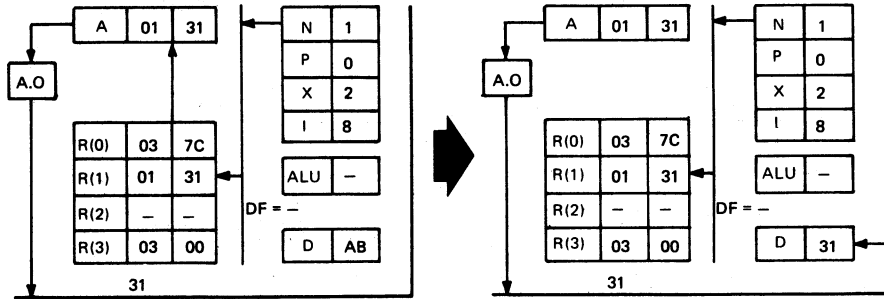 A 01 31
A.0
R(0) 03 7C
R(1) 01 31
R(2) – –
R(3) 03 00
N 1
P 0
X 2
I 8
ALU –
DF = –
D AB
31
A 01 31
A.0
R(0) 03 7C
R(1) 01 31
R(2) – –
R(3) 03 00
N 1
P 0
X 2
I 8
ALU –
DF = –
D 31
31